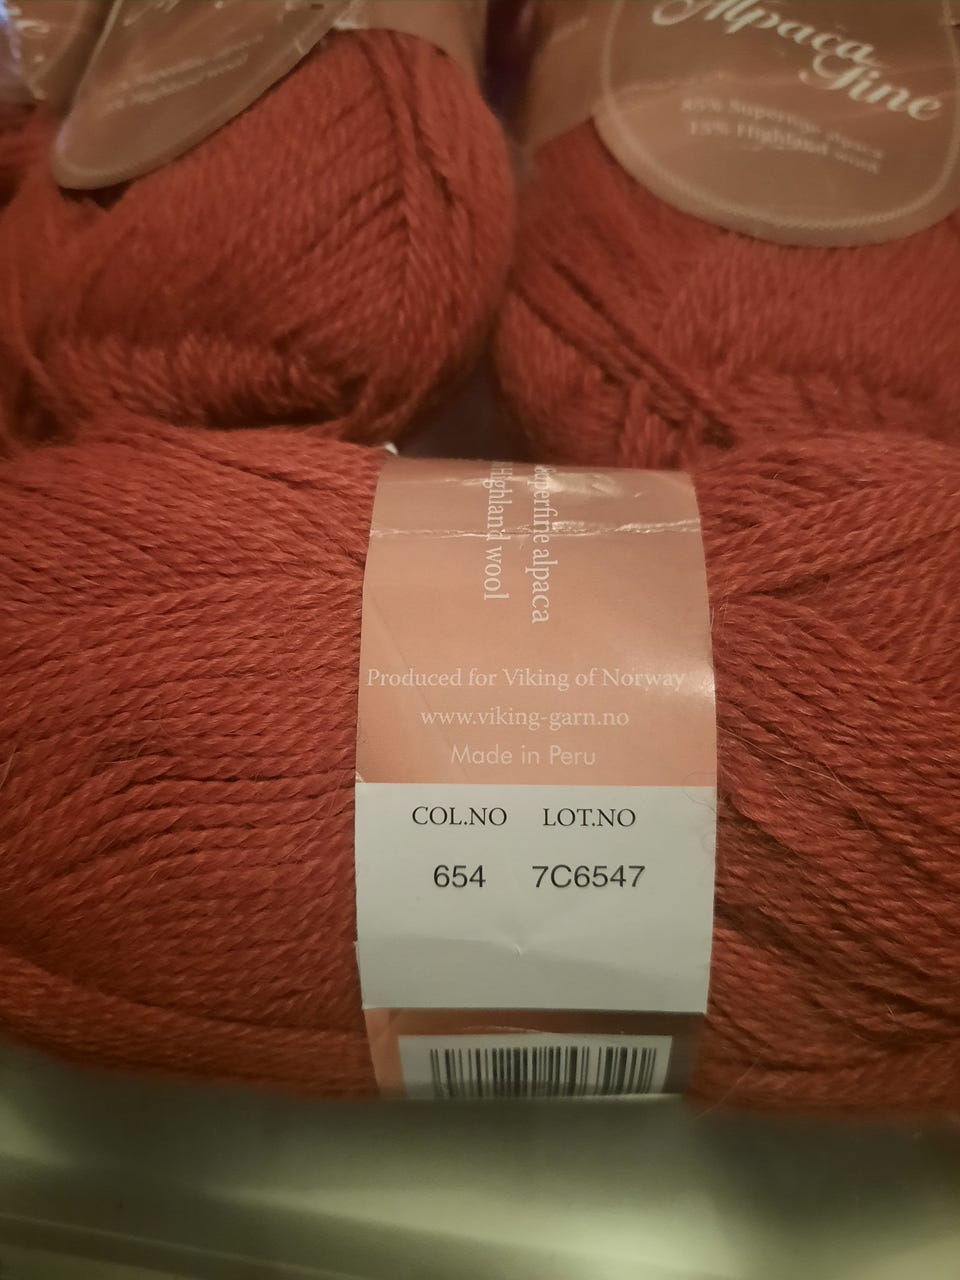 Alpaca
Fine
85% Superfine alpaca
15% Highland wool
Superfine alpaca
Highland wool
Produced for Viking of Norway
www.viking-garn.no
Made in Peru
COL.NO LOT.NO
654 7C6547